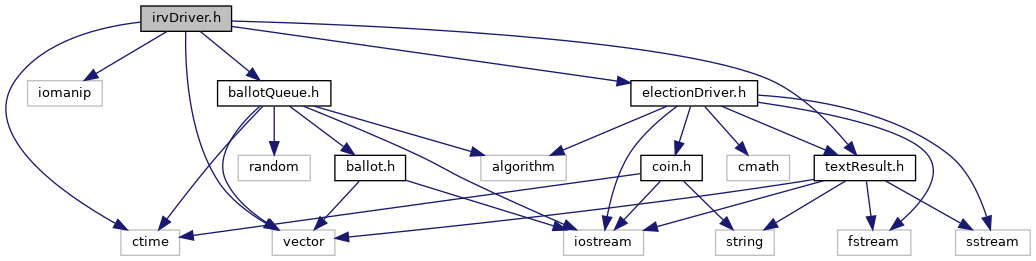 irvDriver.h
iomanip
ballotQueue.h
electionDriver.h
random
ballot.h
algorithm
coin.h
cmath
textResult.h
ctime
vector
iostream
string
fstream
sstream